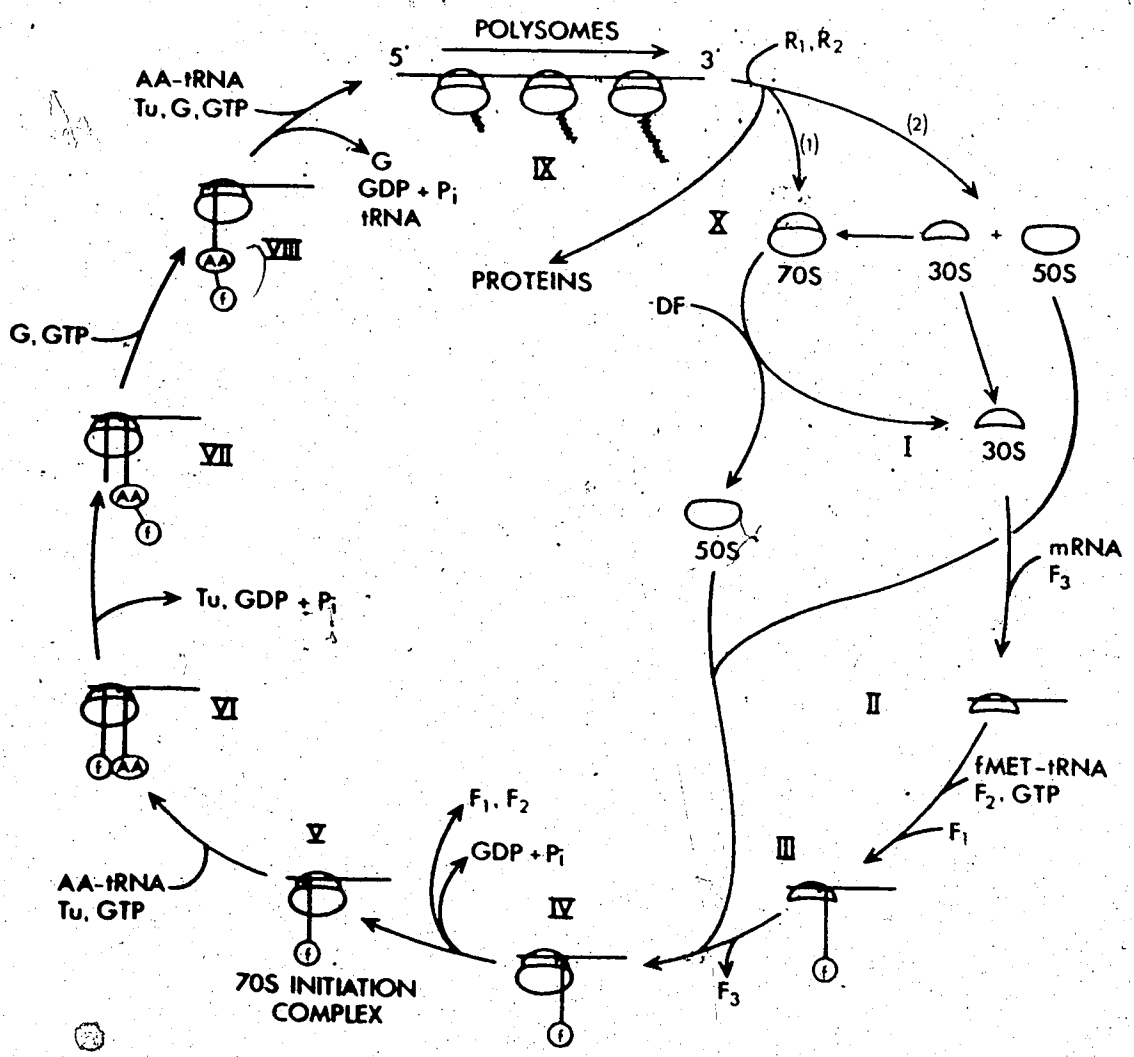 POLYSOMES
5'
3'
R₁, R₂
AA-tRNA
Tu, G, GTP
G
GDP + Pᵢ
tRNA
IX
(1)
(2)
PROTEINS
X
70S
30S
+
50S
VIII
AA
f
DF
G, GTP
I
30S
VII
AA
f
50S
mRNA
F₃
Tu, GDP + Pᵢ
VI
f
AA
II
fMET-tRNA
F₂, GTP
F₁
F₁, F₂
GDP + Pᵢ
V
III
AA-tRNA
Tu, GTP
IV
f
70S INITIATION
COMPLEX
F₃
f
f